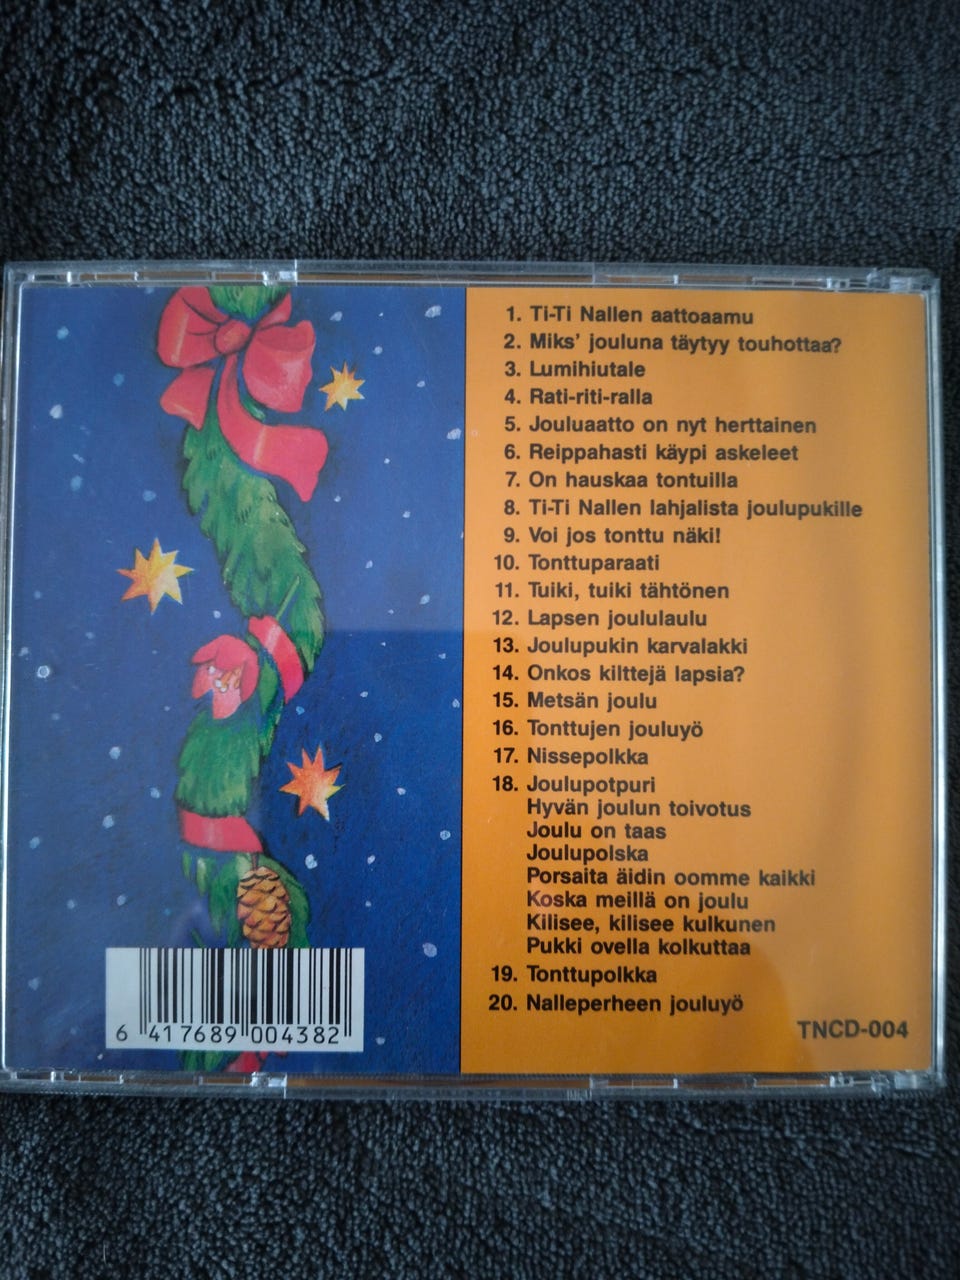 1. Ti-Ti Nallen aattoaamu
2. Miks' jouluna täytyy touhottaa?
3. Lumihiutale
4. Rati-riti-ralla
5. Jouluaatto on nyt herttainen
6. Reippahasti käypi askeleet
7. On hauskaa tontuilla
8. Ti-Ti Nallen lahjalista joulupukille
9. Voi jos tonttu näki!
10. Tonttuparaati
11. Tuiki, tuiki tähtönen
12. Lapsen joululaulu
13. Joulupukin karvalakki
14. Onkos kilttejä lapsia?
15. Metsän joulu
16. Tonttujen jouluyö
17. Nissepolkka
18. Joulupotpuri
Hyvän joulun toivotus
Joulu on taas
Joulupolska
Porsaita äidin oomme kaikki
Koska meillä on joulu
Kilisee, kilisee kulkunen
Pukki ovella kolkuttaa
19. Tonttupolkka
20. Nalleperheen jouluyö
TNCD-004
6 417689 004382